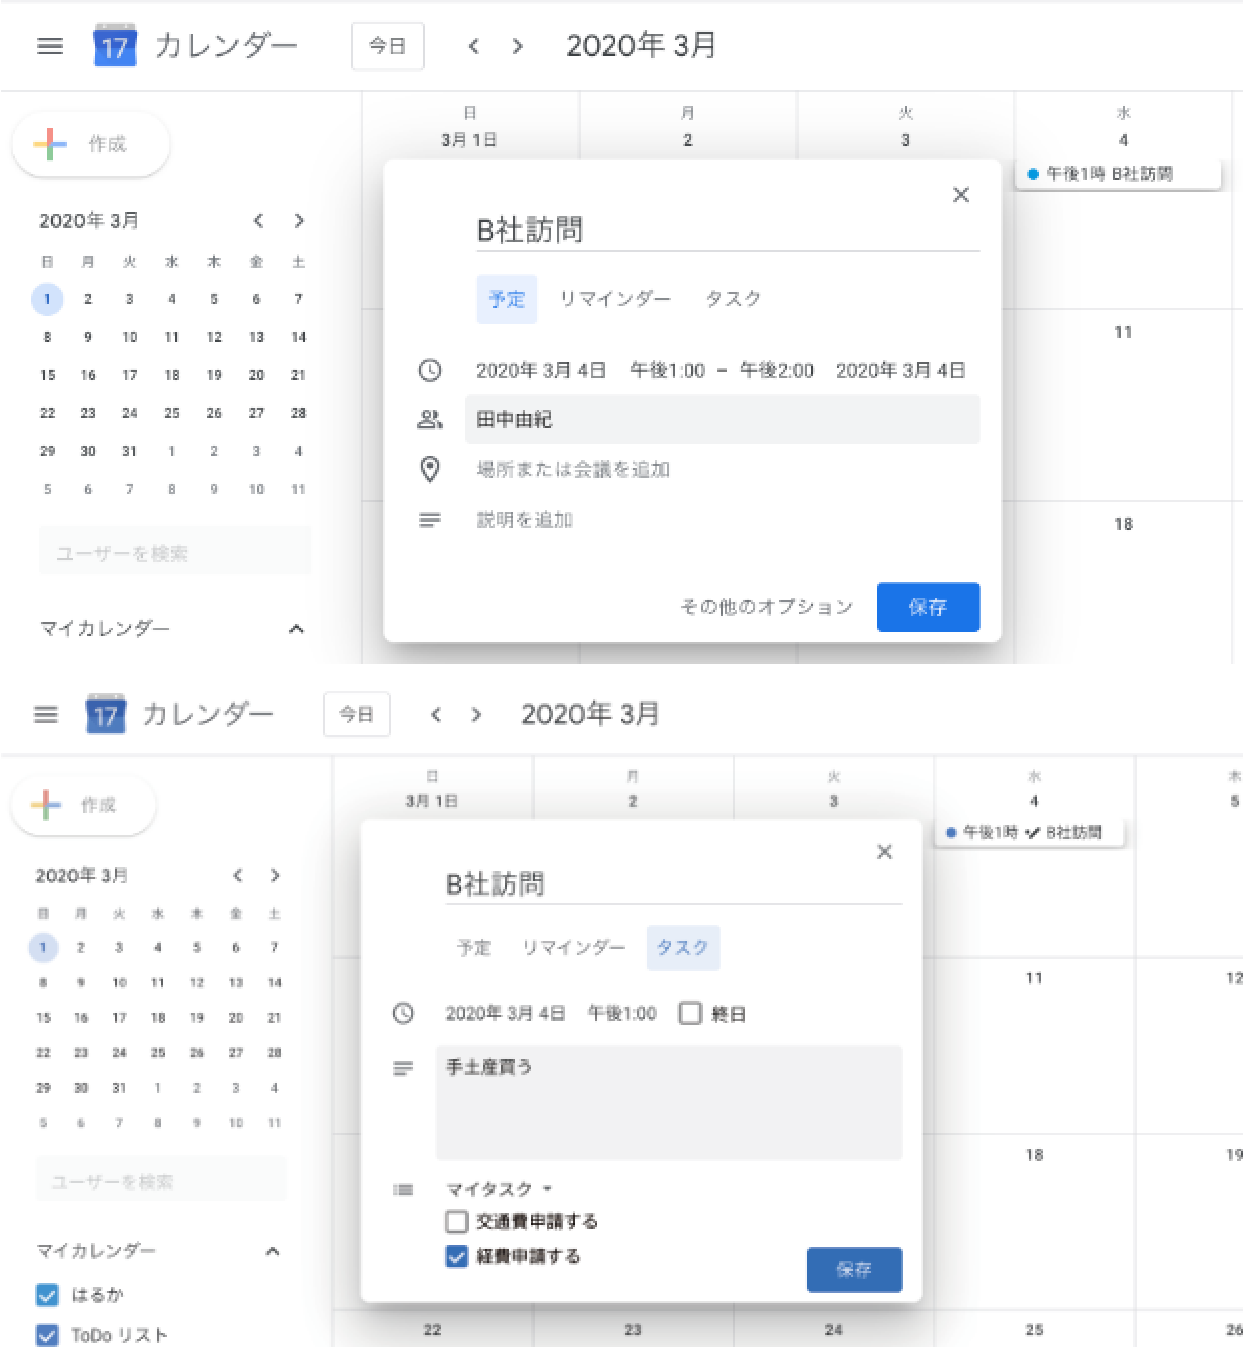 17 カレンダー 今日 < > 2020年 3月
作成
日 月 火 水
3月 1日 2 3 4
午後1時 B社訪問
2020年 3月 < >
日 月 火 水 木 金 土
1 2 3 4 5 6 7
8 9 10 11 12 13 14
15 16 17 18 19 20 21
22 23 24 25 26 27 28
29 30 31 1 2 3 4
5 6 7 8 9 10 11
ユーザーを検索
マイカレンダー
B社訪問
予定 リマインダー タスク
2020年 3月 4日 午後1:00 – 午後2:00 2020年 3月 4日
田中由紀
場所または会議を追加
説明を追加
その他のオプション 保存
11
18
17 カレンダー 今日 < > 2020年 3月
作成
日 月 火 水 木
3月 1日 2 3 4 5
午後1時 ✔ B社訪問
2020年 3月 < >
日 月 火 水 木 金 土
1 2 3 4 5 6 7
8 9 10 11 12 13 14
15 16 17 18 19 20 21
22 23 24 25 26 27 28
29 30 31 1 2 3 4
5 6 7 8 9 10 11
ユーザーを検索
マイカレンダー
はるか
ToDo リスト
B社訪問
予定 リマインダー タスク
2020年 3月 4日 午後1:00 終日
手土産買う
マイタスク
交通費申請する
経費申請する
保存
11 12
18 19
22 23 24 25 26